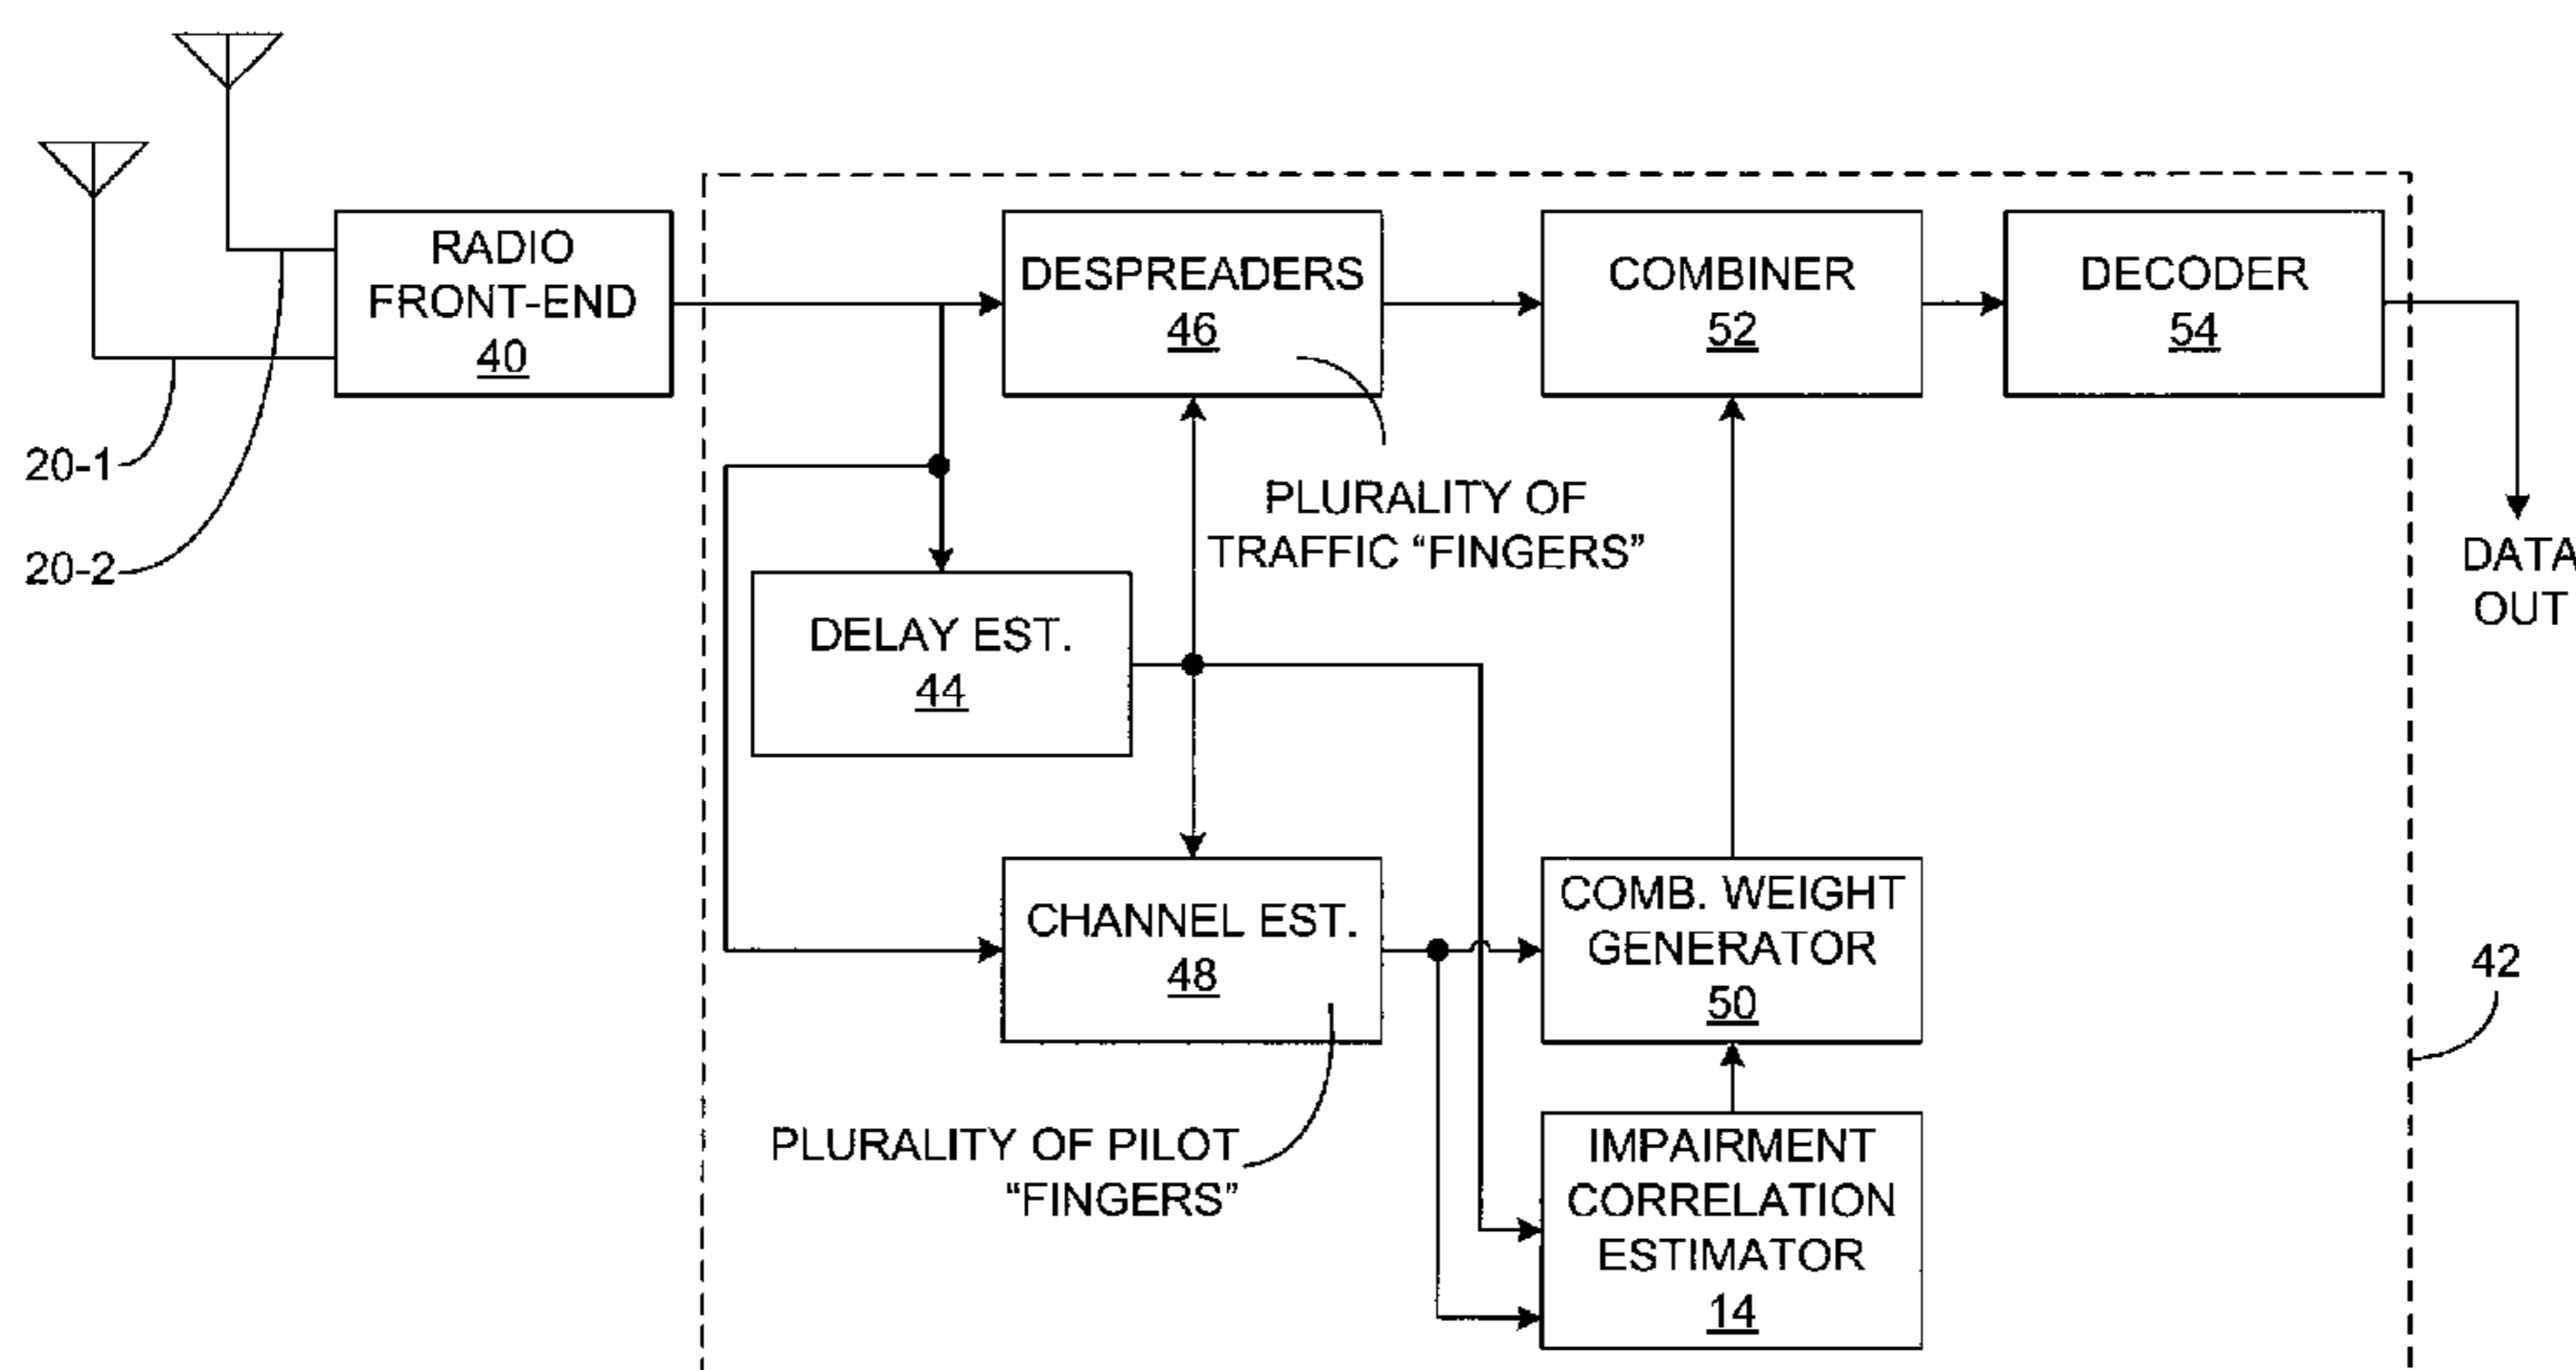 RADIO
FRONT-END
40
DESPREADERS
46
COMBINER
52
DECODER
54
20-1
20-2
PLURALITY OF
TRAFFIC “FINGERS”
DATA
OUT
DELAY EST.
44
CHANNEL EST.
48
COMB. WEIGHT
GENERATOR
50
42
PLURALITY OF PILOT
“FINGERS”
IMPAIRMENT
CORRELATION
ESTIMATOR
14